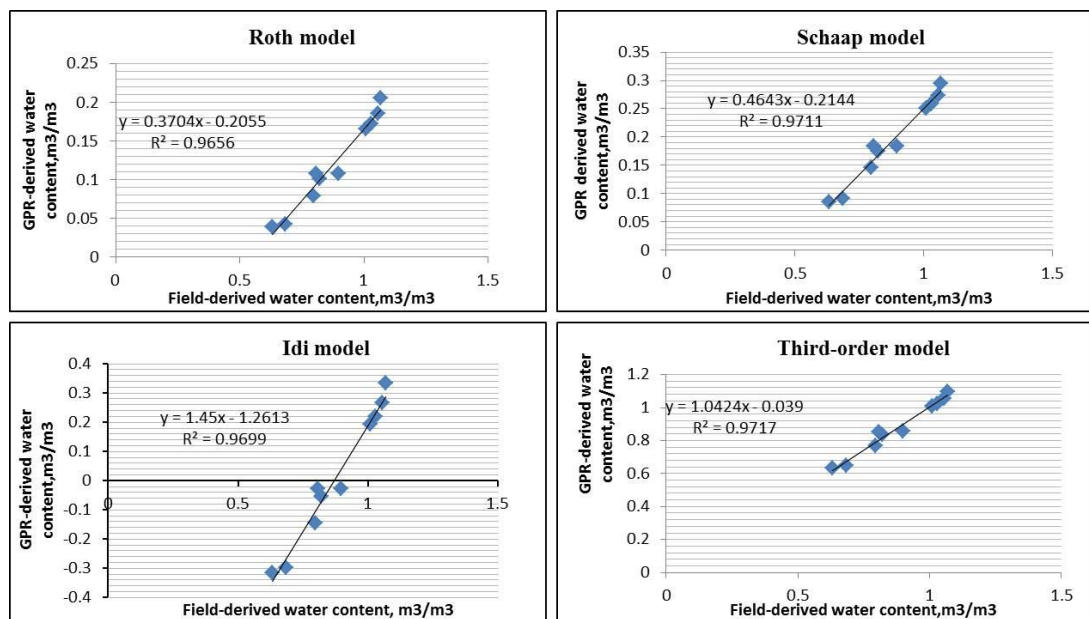 Roth model
GPR-derived water
content,m3/m3
0.25
0.2
0.15
0.1
0.05
0
y = 0.3704x - 0.2055
R² = 0.9656
0
0.5
1
1.5
Field-derived water content,m3/m3
Schaap model
GPR derived water
content,m3/m3
0.35
0.3
0.25
0.2
0.15
0.1
0.05
0
y = 0.4643x - 0.2144
R² = 0.9711
0
0.5
1
1.5
Field-derived water content,m3/m3
Idi model
GPR-derived water
content,m3/m3
0.4
0.3
0.2
0.1
0
-0.1
-0.2
-0.3
-0.4
y = 1.45x - 1.2613
R² = 0.9699
0
0.5
1
1.5
Field-derived water content, m3/m3
Third-order model
GPR-derived water
content,m3/m3
1.2
1
0.8
0.6
0.4
0.2
0
y = 1.0424x - 0.039
R² = 0.9717
0
0.5
1
1.5
Field-derived water content,m3/m3